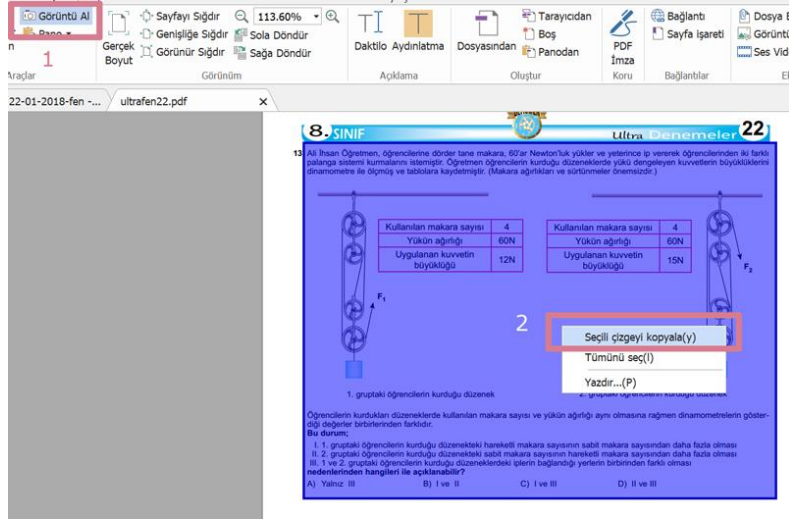 Görüntü Al
Pano
1
Araçlar
Gerçek Boyut
Sayfayı Sığdır
Genişliğe Sığdır
Görünür Sığdır
113.60%
Sola Döndür
Sağa Döndür
Görünüm
Daktilo Aydınlatma
Açıklama
Dosyasından
Tarayıcıdan
Boş
Panodan
Oluştur
PDF İmza
Koru
Bağlantı
Sayfa işareti
Bağlantılar
Dosya E
Görüntü
Ses Vid
22-01-2018-fen -...
ultrafen22.pdf
8. SINIF
Ultra Denemeler 22
13 Ali İhsan Öğretmen, öğrencilerine dörder tane makara, 60'ar Newton'luk yükler ve yeterince ip vererek öğrencilerinden iki farklı
palanga sistemi kurmalarını istemiştir. Öğretmen öğrencilerin kurduğu düzeneklerde yükü dengeleyen kuvvetlerin büyüklüklerini
dinamometre ile ölçmüş ve tablolara kaydetmiştir. (Makara ağırlıkları ve sürtünmeler önemsizdir.)
Kullanılan makara sayısı 4
Yükün ağırlığı 60N
Uygulanan kuvvetin büyüklüğü 12N
F1
Kullanılan makara sayısı 4
Yükün ağırlığı 60N
Uygulanan kuvvetin büyüklüğü 15N
F2
2
Seçili çizgeyi kopyala(y)
Tümünü seç(l)
Yazdır...(P)
1. gruptaki öğrencilerin kurduğu düzenek
2. gruptaki öğrencilerin kurduğu düzenek
Öğrencilerin kurdukları düzeneklerde kullanılan makara sayısı ve yükün ağırlığı aynı olmasına rağmen dinamometrelerin göster-
diği değerler birbirlerinden farklıdır.
Bu durum;
I. 1. gruptaki öğrencilerin kurduğu düzenekteki hareketli makara sayısının sabit makara sayısından daha fazla olması
II. 2. gruptaki öğrencilerin kurduğu düzenekteki sabit makara sayısının hareketli makara sayısından daha fazla olması
III. 1 ve 2. gruptaki öğrencilerin kurduğu düzeneklerdeki iplerin bağlandığı yerlerin birbirinden farklı olması
nedenlerinden hangileri ile açıklanabilir?
A) Yalnız III B) I ve II C) I ve III D) II ve III